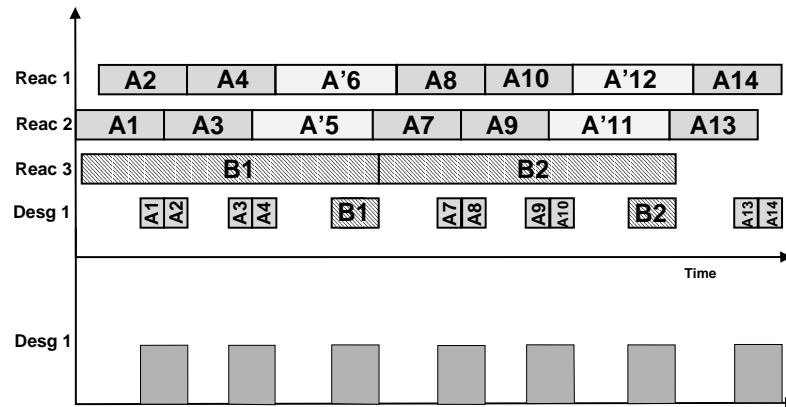 Reac 1 A2 A4 A’6 A8 A10 A’12 A14
Reac 2 A1 A3 A’5 A7 A9 A’11 A13
Reac 3 B1 B2
Desg 1 A1 A2 A3 A4 B1 A7 A8 A9 A10 B2 A13 A14
Time
Desg 1